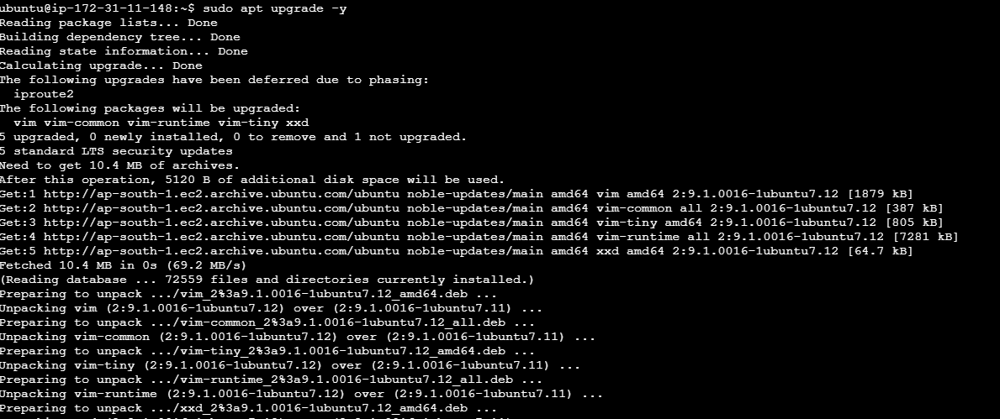 ubuntu@ip-172-31-11-148:~$ sudo apt upgrade -y
Reading package lists... Done
Building dependency tree... Done
Reading state information... Done
Calculating upgrade... Done
The following upgrades have been deferred due to phasing:
  iproute2
The following packages will be upgraded:
  vim vim-common vim-runtime vim-tiny xxd
5 upgraded, 0 newly installed, 0 to remove and 1 not upgraded.
5 standard LTS security updates
Need to get 10.4 MB of archives.
After this operation, 5120 B of additional disk space will be used.
Get:1 http://ap-south-1.ec2.archive.ubuntu.com/ubuntu noble-updates/main amd64 vim amd64 2:9.1.0016-1ubuntu7.12 [1879 kB]
Get:2 http://ap-south-1.ec2.archive.ubuntu.com/ubuntu noble-updates/main amd64 vim-common all 2:9.1.0016-1ubuntu7.12 [387 kB]
Get:3 http://ap-south-1.ec2.archive.ubuntu.com/ubuntu noble-updates/main amd64 vim-tiny amd64 2:9.1.0016-1ubuntu7.12 [805 kB]
Get:4 http://ap-south-1.ec2.archive.ubuntu.com/ubuntu noble-updates/main amd64 vim-runtime all 2:9.1.0016-1ubuntu7.12 [7281 kB]
Get:5 http://ap-south-1.ec2.archive.ubuntu.com/ubuntu noble-updates/main amd64 xxd amd64 2:9.1.0016-1ubuntu7.12 [64.7 kB]
Fetched 10.4 MB in 0s (69.2 MB/s)
(Reading database ... 72559 files and directories currently installed.)
Preparing to unpack .../vim_2%3a9.1.0016-1ubuntu7.12_amd64.deb ...
Unpacking vim (2:9.1.0016-1ubuntu7.12) over (2:9.1.0016-1ubuntu7.11) ...
Preparing to unpack .../vim-common_2%3a9.1.0016-1ubuntu7.12_all.deb ...
Unpacking vim-common (2:9.1.0016-1ubuntu7.12) over (2:9.1.0016-1ubuntu7.11) ...
Preparing to unpack .../vim-tiny_2%3a9.1.0016-1ubuntu7.12_amd64.deb ...
Unpacking vim-tiny (2:9.1.0016-1ubuntu7.12) over (2:9.1.0016-1ubuntu7.11) ...
Preparing to unpack .../vim-runtime_2%3a9.1.0016-1ubuntu7.12_all.deb ...
Unpacking vim-runtime (2:9.1.0016-1ubuntu7.12) over (2:9.1.0016-1ubuntu7.11) ...
Preparing to unpack .../xxd_2%3a9.1.0016-1ubuntu7.12_amd64.deb ...